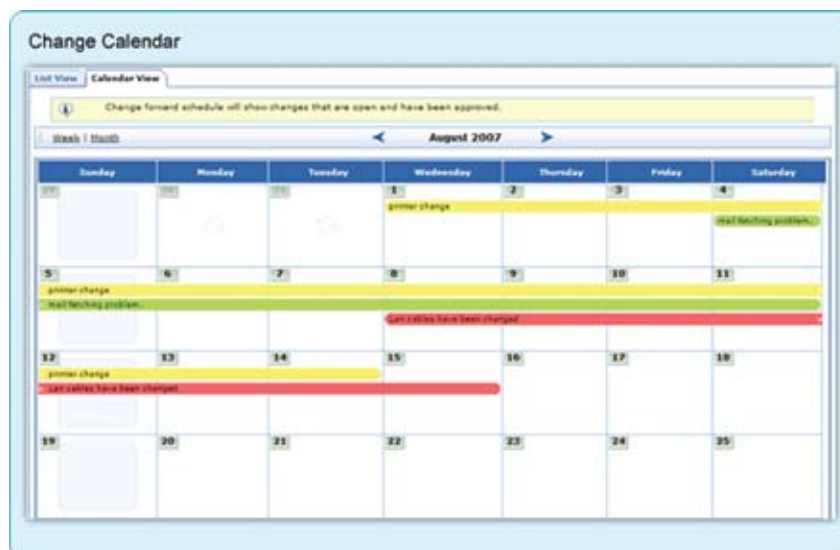 Change Calendar
List View Calendar View
Change forward schedule will show changes that are open and have been approved.
Week | Month August 2007
Sunday Monday Tuesday Wednesday Thursday Friday Saturday
1 2 3 4
printer change
mail fetching problem..
5 6 7 8 9 10 11
printer change
mail fetching problem..
Lan cables have been changed
12 13 14 15 16 17 18
printer change
Lan cables have been changed
19 20 21 22 23 24 25